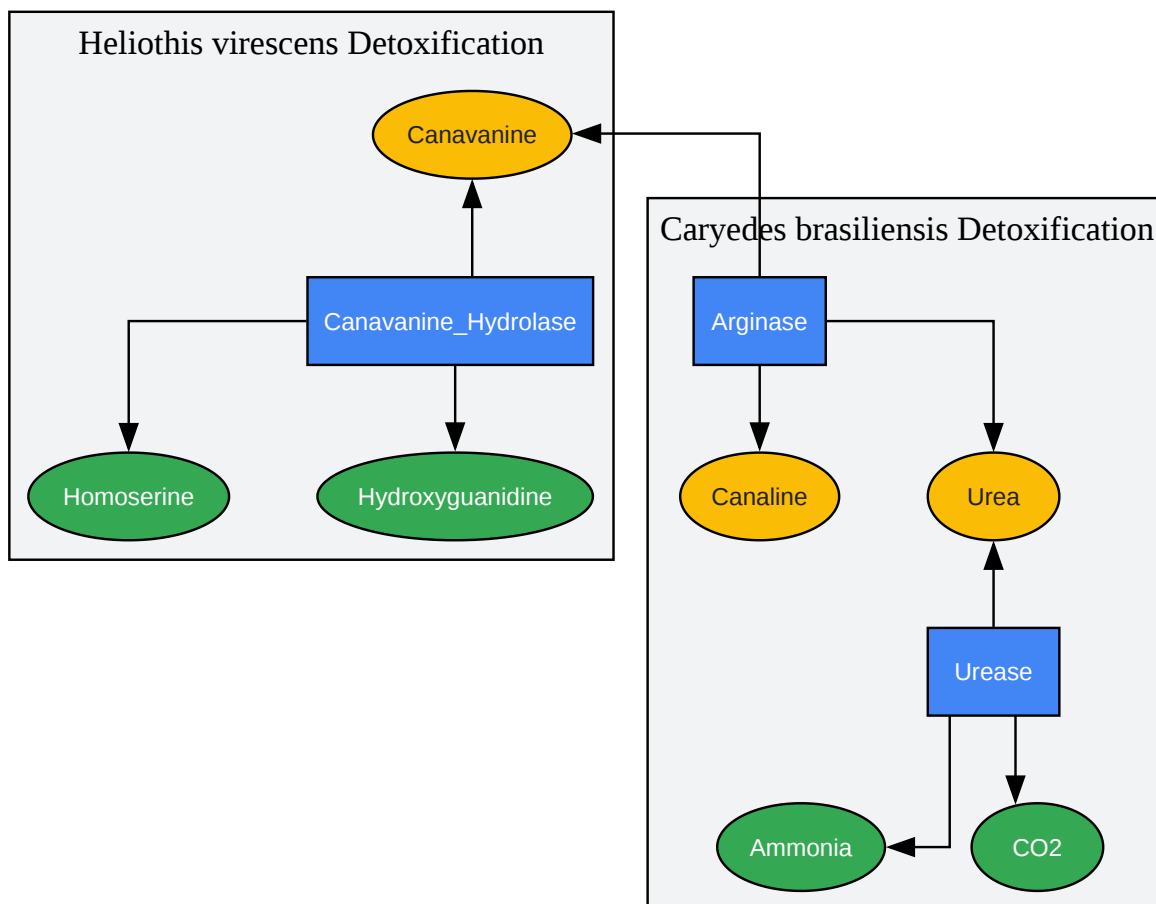 Heliothis virescens Detoxification
Canavanine
Caryedes brasiliensis Detoxification
Canavanine_Hydrolase
Arginase
Homoserine
Hydroxyguanidine
Canaline
Urea
Urease
Ammonia
CO2